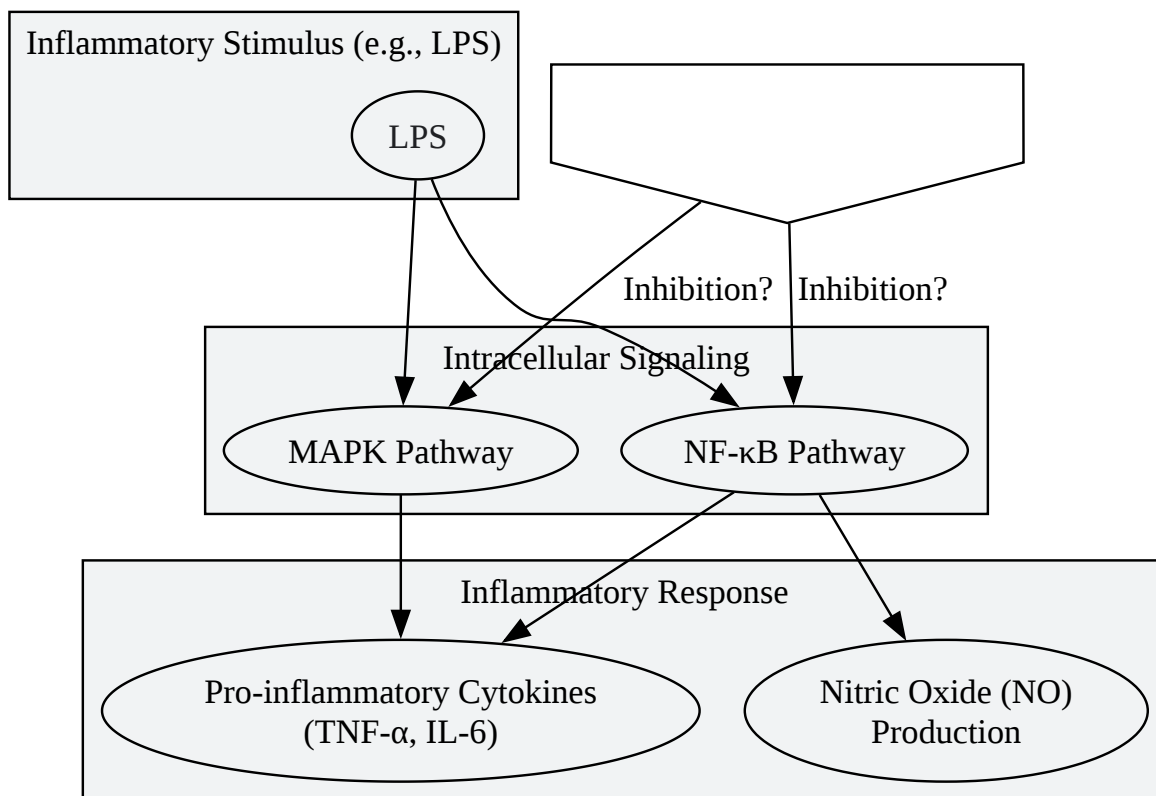 Inflammatory Stimulus (e.g., LPS)
LPS
Inhibition?
Inhibition?
Intracellular Signaling
MAPK Pathway
NF-κB Pathway
Inflammatory Response
Pro-inflammatory Cytokines
(TNF-α, IL-6)
Nitric Oxide (NO)
Production